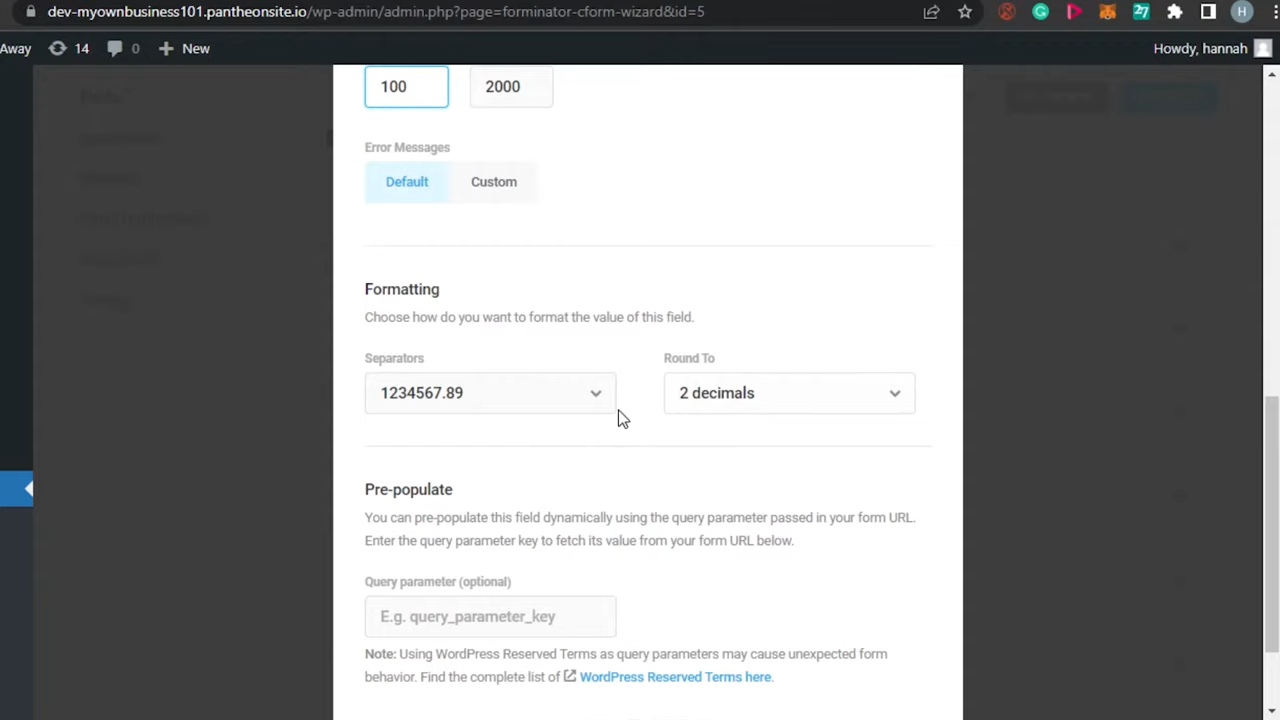 dev-myownbusiness101.pantheonsite.io/wp-admin/admin.php?page=forminator-cform-wizard&id=5
27
H
Away 14 0 New Howdy, hannah
100 2000
Error Messages
Default Custom
Formatting
Choose how do you want to format the value of this field.
Separators Round To
1234567.89 2 decimals
Pre-populate
You can pre-populate this field dynamically using the query parameter passed in your form URL.
Enter the query parameter key to fetch its value from your form URL below.
Query parameter (optional)
E.g. query_parameter_key
Note: Using WordPress Reserved Terms as query parameters may cause unexpected form
behavior. Find the complete list of WordPress Reserved Terms here.